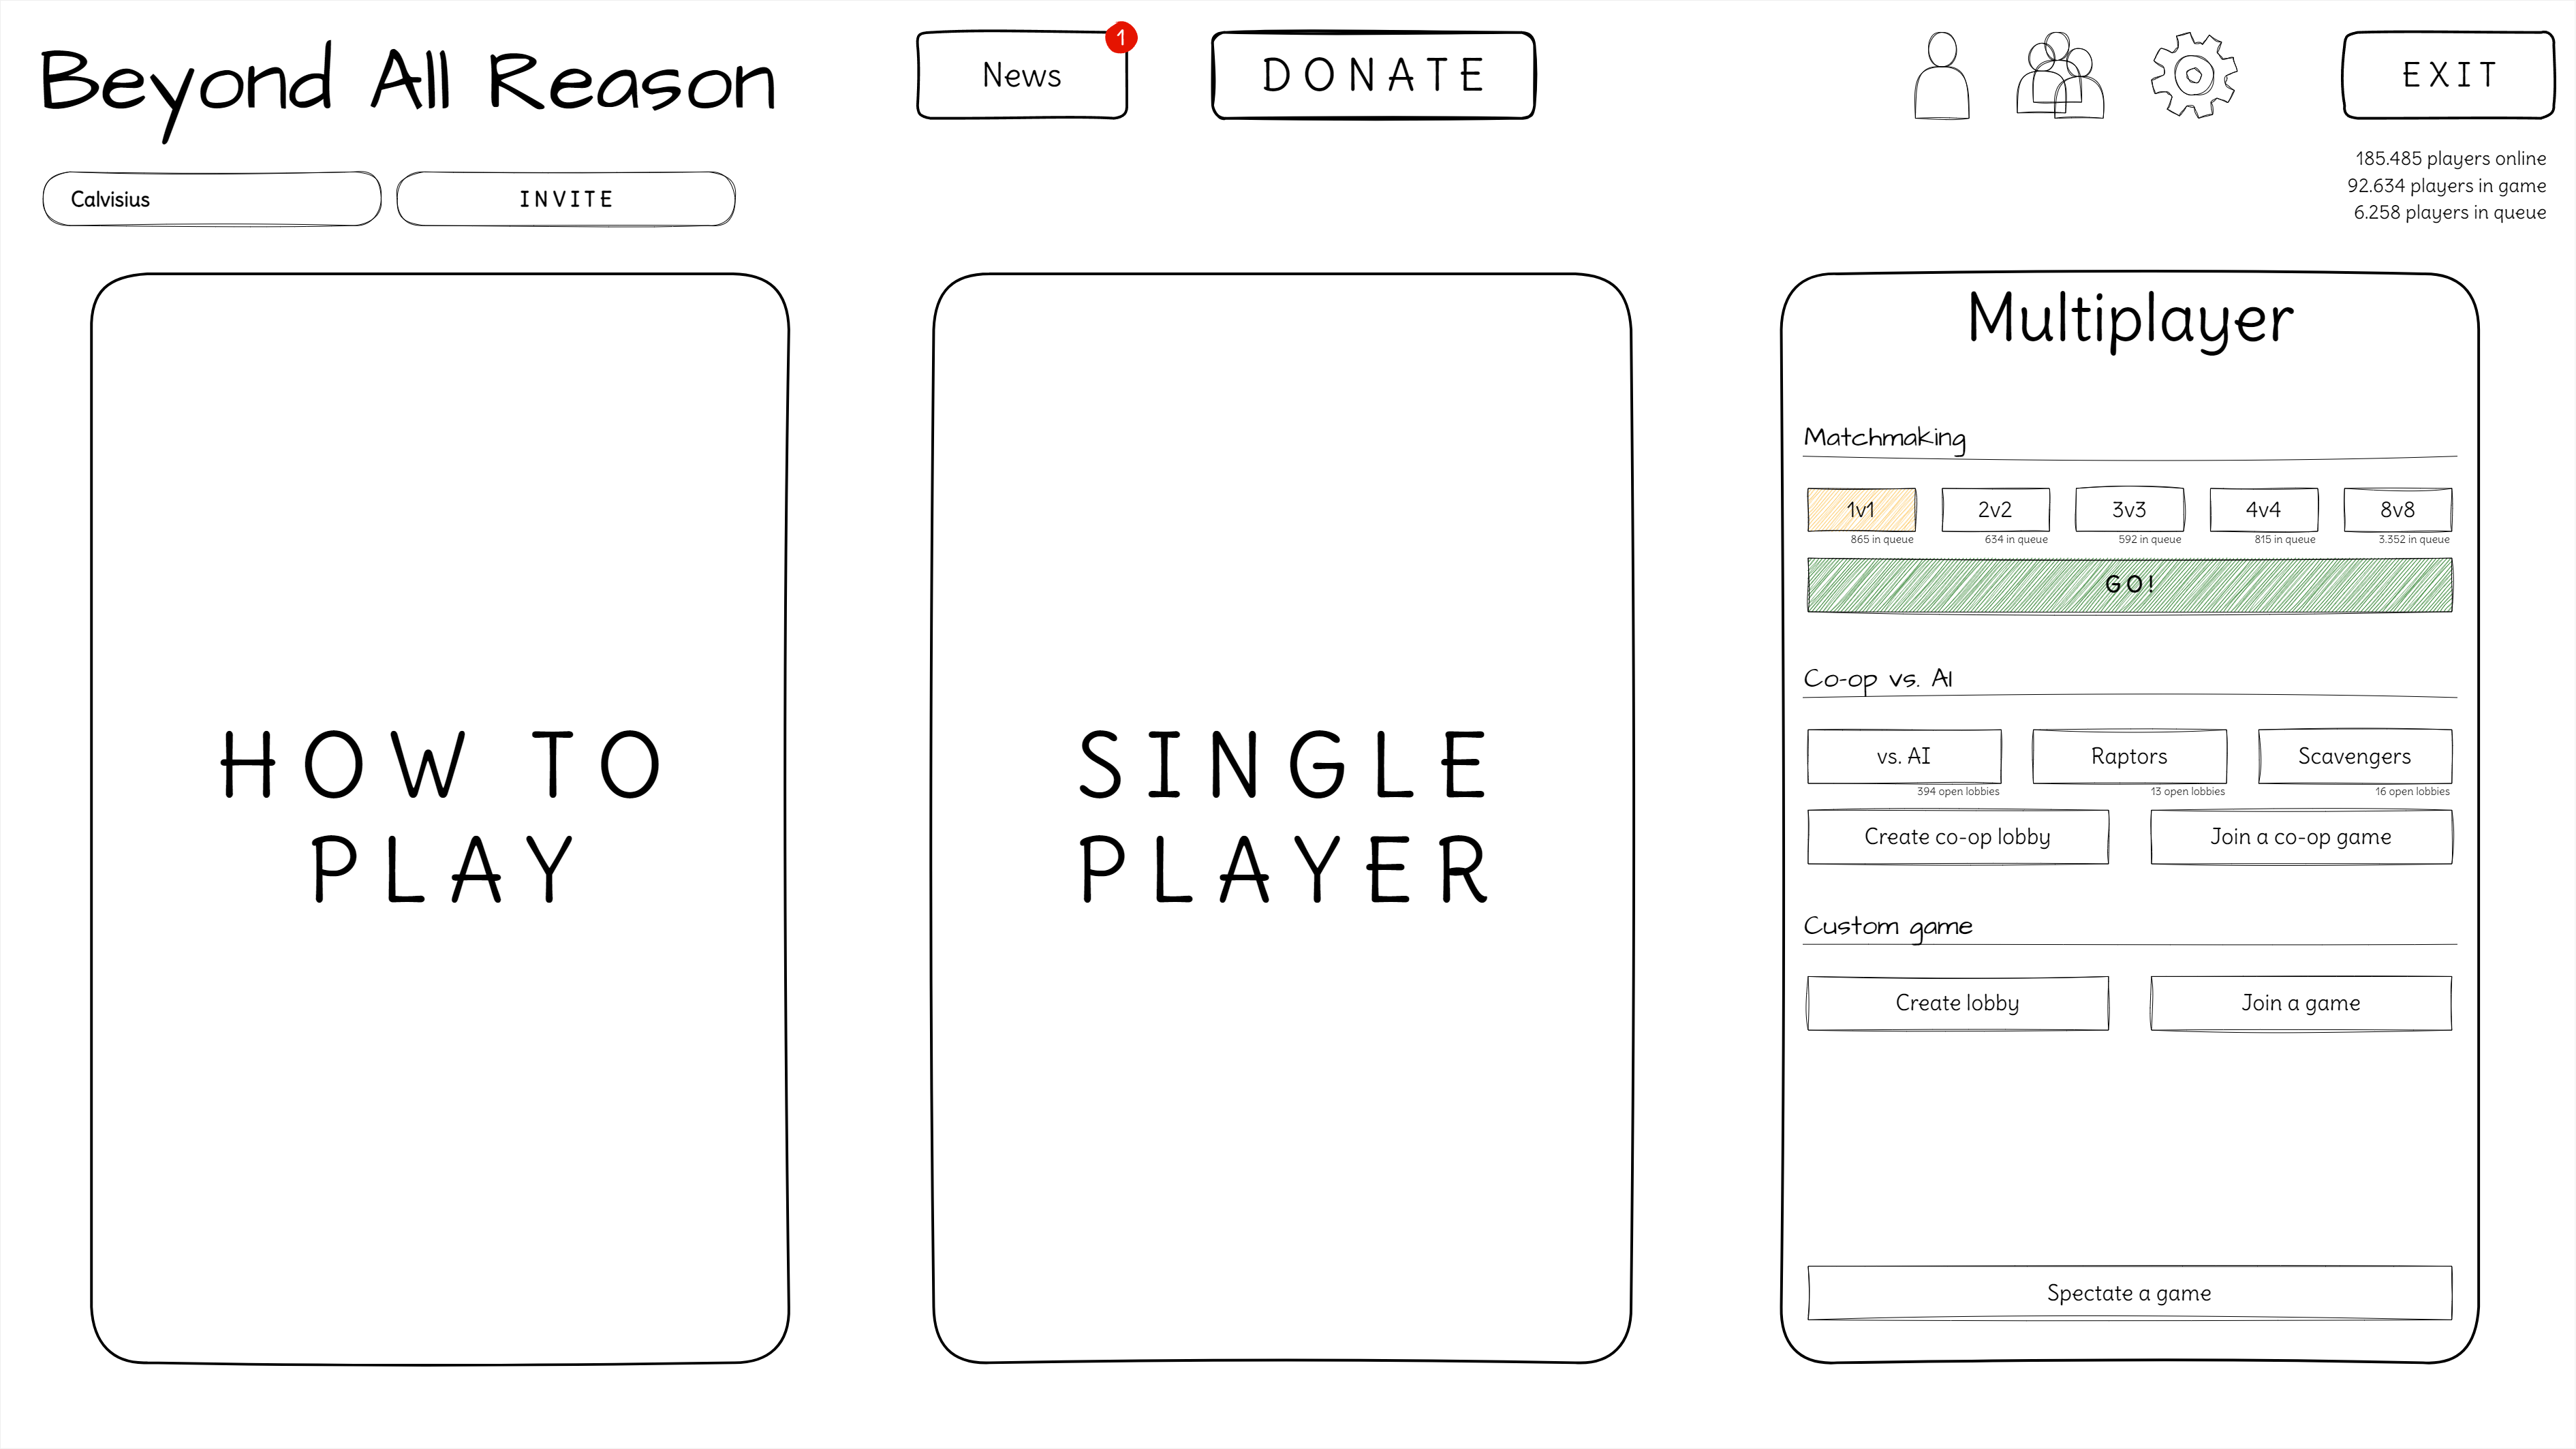 Beyond All Reason
News
1
DONATE
EXIT
185.485 players online
92.634 players in game
6.258 players in queue
Calvisius
INVITE
HOW TO
PLAY
SINGLE
PLAYER
Multiplayer
Matchmaking
1v1
2v2
3v3
4v4
8v8
865 in queue
634 in queue
592 in queue
815 in queue
3.352 in queue
GO!
Co-op vs. AI
vs. AI
Raptors
Scavengers
394 open lobbies
13 open lobbies
16 open lobbies
Create co-op lobby
Join a co-op game
Custom game
Create lobby
Join a game
Spectate a game